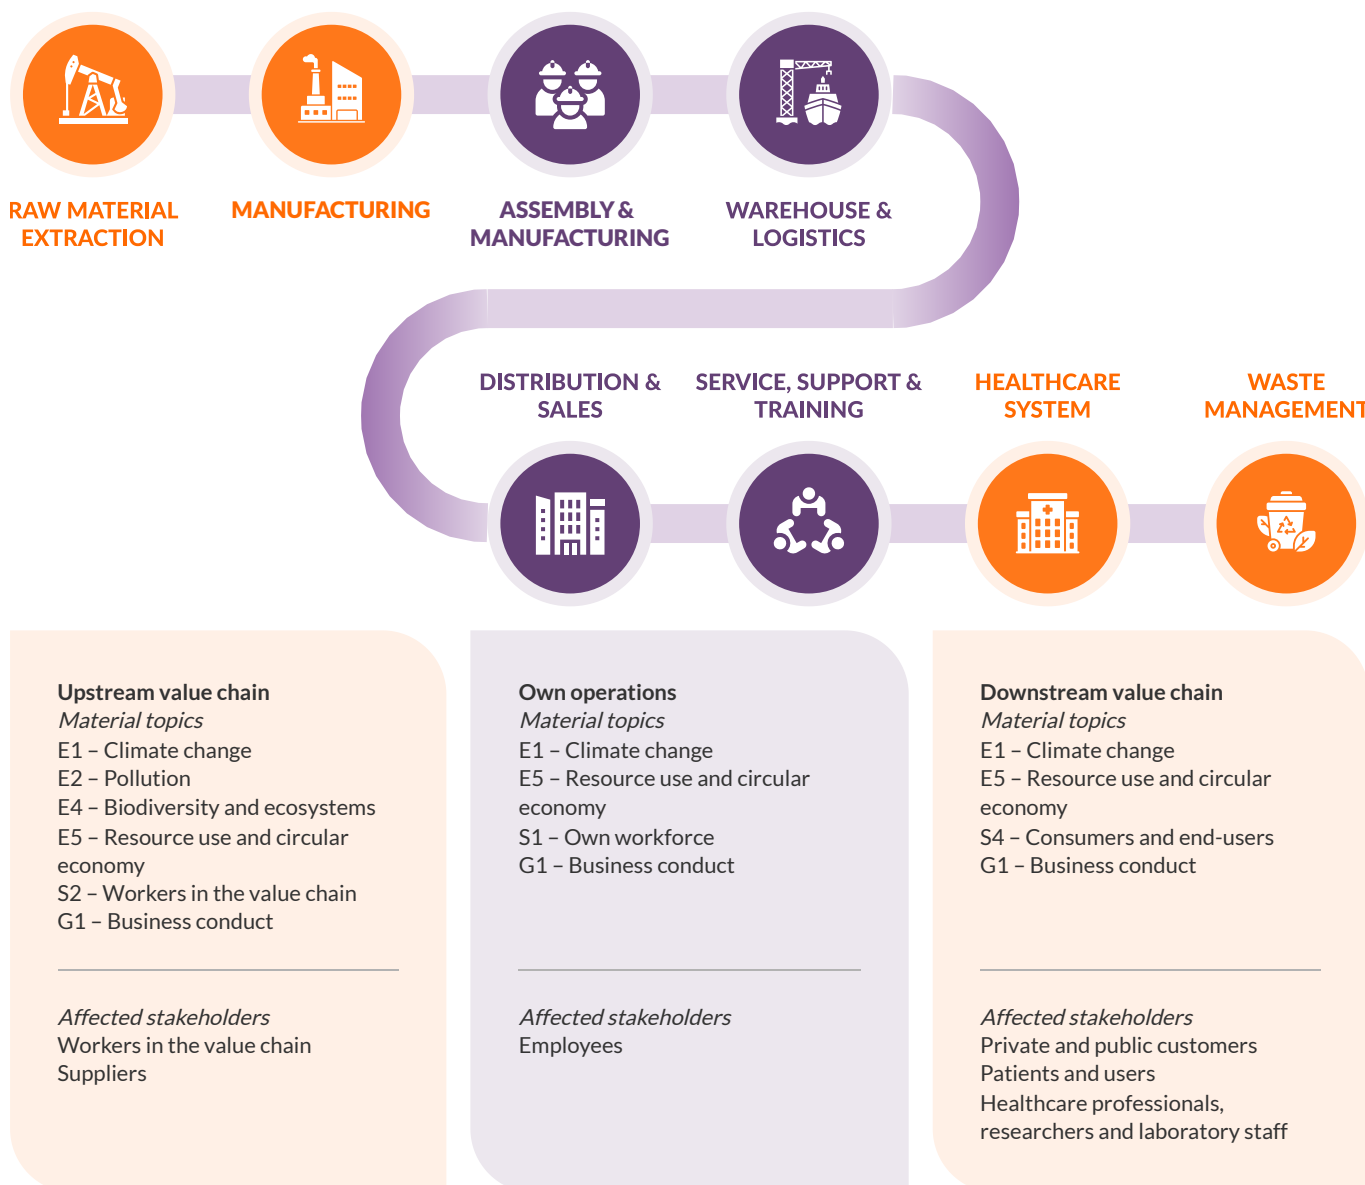 RAW MATERIAL
EXTRACTION
MANUFACTURING
ASSEMBLY &
MANUFACTURING
WAREHOUSE &
LOGISTICS
DISTRIBUTION &
SALES
SERVICE, SUPPORT &
TRAINING
HEALTHCARE
SYSTEM
WASTE
MANAGEMENT
Upstream value chain
Material topics
E1 – Climate change
E2 – Pollution
E4 – Biodiversity and ecosystems
E5 – Resource use and circular
economy
S2 – Workers in the value chain
G1 – Business conduct
Affected stakeholders
Workers in the value chain
Suppliers
Own operations
Material topics
E1 – Climate change
E5 – Resource use and circular
economy
S1 – Own workforce
G1 – Business conduct
Affected stakeholders
Employees
Downstream value chain
Material topics
E1 – Climate change
E5 – Resource use and circular
economy
S4 – Consumers and end-users
G1 – Business conduct
Affected stakeholders
Private and public customers
Patients and users
Healthcare professionals,
researchers and laboratory staff